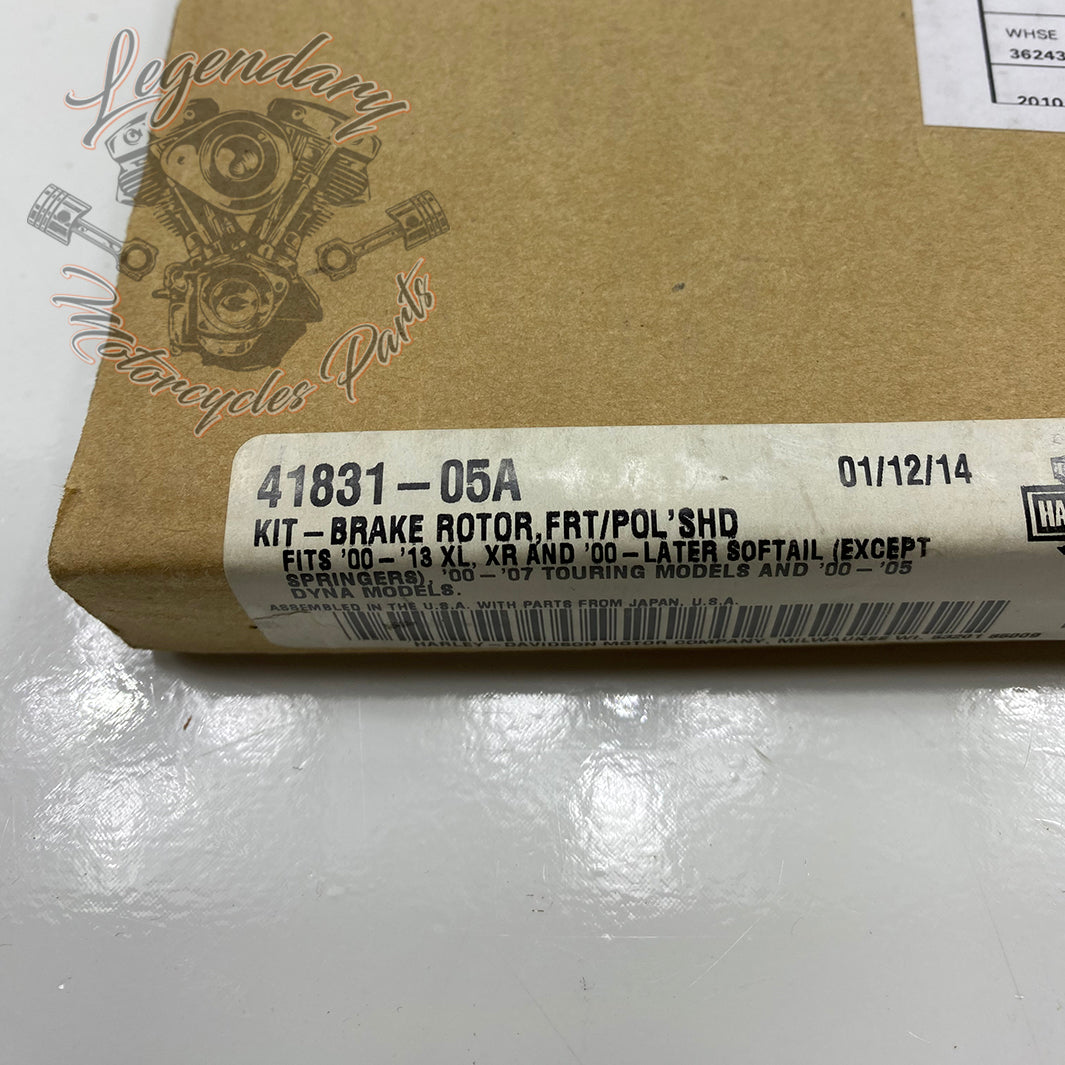 Legendary
Motorcycles Parts
WHSE
36243
2010
41831-05A
01/12/14
KIT-BRAKE ROTOR,FRT/POL'SHD
FITS '00-'13 XL, XR AND '00-LATER SOFTAIL (EXCEPT
SPRINGERS), '00-'07 TOURING MODELS AND '00-'05
DYNA MODELS.
ASSEMBLED IN THE U.S.A. WITH PARTS FROM JAPAN, U.S.A.
HARLEY-DAVIDSON MOTOR COMPANY, MILWAUKEE WI. 53201
HA